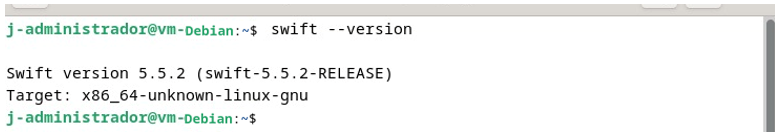 j-administrador@vm-Debian:~$ swift --version
Swift version 5.5.2 (swift-5.5.2-RELEASE)
Target: x86_64-unknown-linux-gnu
j-administrador@vm-Debian:~$